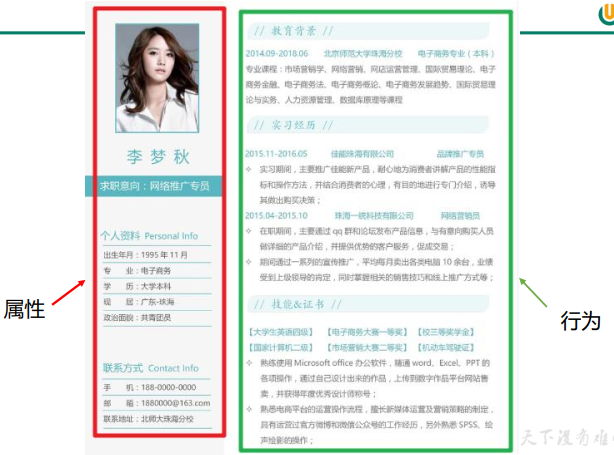 李梦秋
求职意向：网络推广专员
个人资料 Personal Info
出生年月：1995 年 11 月
专 业：电子商务
学 历：大学本科
现 居：广东-珠海
政治面貌：共青团员
联系方式 Contact Info
手 机：188-0000-0000
邮 箱：1880000@163.com
联系地址：北师大珠海分校
属性
// 教育背景 //
2014.09-2018.06 北京师范大学珠海分校 电子商务专业（本科）
专业课程：市场营销学、网络营销、网店运营管理、国际贸易理论、电子
商务金融、电子商务法、电子商务概论、电子商务发展趋势、国际贸易理
论与实务、人力资源管理、数据库原理等课程
// 实习经历 //
2015.11-2016.05 佳能珠海有限公司 品牌推广专员
✧ 实习期间，主要推广佳能新产品，耐心地为消费者讲解产品的性能指
标和操作方法，并结合消费者的心理，有目的地进行专门介绍，诱导
其做出购买决策；
2015.04-2015.10 珠海一统科技有限公司 网络营销员
✧ 在职期间，主要通过 qq 群和论坛发布产品信息，与有意向购买人员
做详细的产品介绍，并提供优势的客户服务，促成交易；
✧ 期间通过一系列的宣传推广，平均每月卖出各类电脑 10 余台，业绩
受到上级领导的肯定，同时掌握相关的销售技巧和线上推广方式等；
// 技能&证书 //
【大学生英语四级】 【电子商务大赛一等奖】 【校三等奖学金】
【国家计算机二级】 【市场营销大赛二等奖】 【机动车驾驶证】
✧ 熟练使用 Microsoft office 办公软件，精通 word、Excel、PPT 的
各项操作，通过自己设计出来的作品，上传到数字作品平台网站售
卖，并获得年度优秀设计师称号；
✧ 熟悉电商平台的运营操作流程，擅长新媒体运营及营销策略的制定，
具有运营过官方微博和微信公众号的工作经历，另外熟悉 SPSS、绘
声绘影的操作；
行为
天下没有难